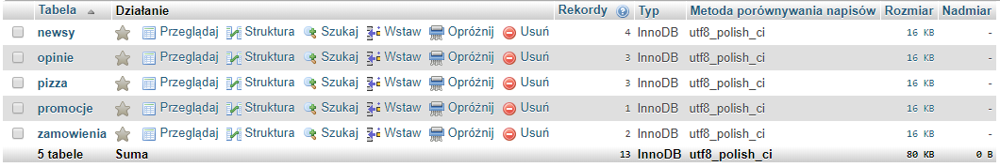 Tabela Działanie Rekordy Typ Metoda porównywania napisów Rozmiar Nadmiar
newsy Przeglądaj Struktura Szukaj Wstaw Opróżnij Usuń 4 InnoDB utf8_polish_ci 16 KB -
opinie Przeglądaj Struktura Szukaj Wstaw Opróżnij Usuń 3 InnoDB utf8_polish_ci 16 KB -
pizza Przeglądaj Struktura Szukaj Wstaw Opróżnij Usuń 3 InnoDB utf8_polish_ci 16 KB -
promocje Przeglądaj Struktura Szukaj Wstaw Opróżnij Usuń 1 InnoDB utf8_polish_ci 16 KB -
zamowienia Przeglądaj Struktura Szukaj Wstaw Opróżnij Usuń 2 InnoDB utf8_polish_ci 16 KB -
5 tabele Suma 13 InnoDB utf8_polish_ci 80 KB 0 B